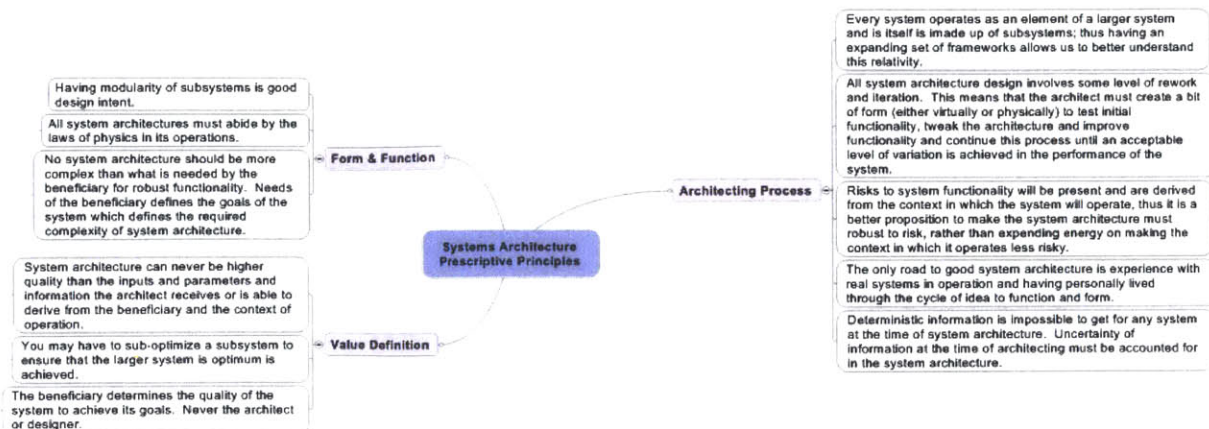 Having modularity of subsystems is good
design intent.
All system architectures must abide by the
laws of physics in its operations.
No system architecture should be more
complex than what is needed by the
beneficiary for robust functionality. Needs
of the beneficiary defines the goals of the
system which defines the required
complexity of system architecture.
Form & Function
System architecture can never be higher
quality than the inputs and parameters and
information the architect receives or is able to
derive from the beneficiary and the context of
operation.
You may have to sub-optimize a subsystem to
ensure that the larger system is optimum is
achieved.
The beneficiary determines the quality of the
system to achieve its goals. Never the architect
or designer.
Value Definition
Systems Architecture
Prescriptive Principles
Architecting Process
Every system operates as an element of a larger system
and is itself is imade up of subsystems; thus having an
expanding set of frameworks allows us to better understand
this relativity.
All system architecture design involves some level of rework
and iteration. This means that the architect must create a bit
of form (either virtually or physically) to test initial
functionality, tweak the architecture and improve
functionality and continue this process until an acceptable
level of variation is achieved in the performance of the
system.
Risks to system functionality will be present and are derived
from the context in which the system will operate, thus it is a
better proposition to make the system architecture must
robust to risk, rather than expending energy on making the
context in which it operates less risky.
The only road to good system architecture is experience with
real systems in operation and having personally lived
through the cycle of idea to function and form.
Deterministic information is impossible to get for any system
at the time of system architecture. Uncertainty of
information at the time of architecting must be accounted for
in the system architecture.